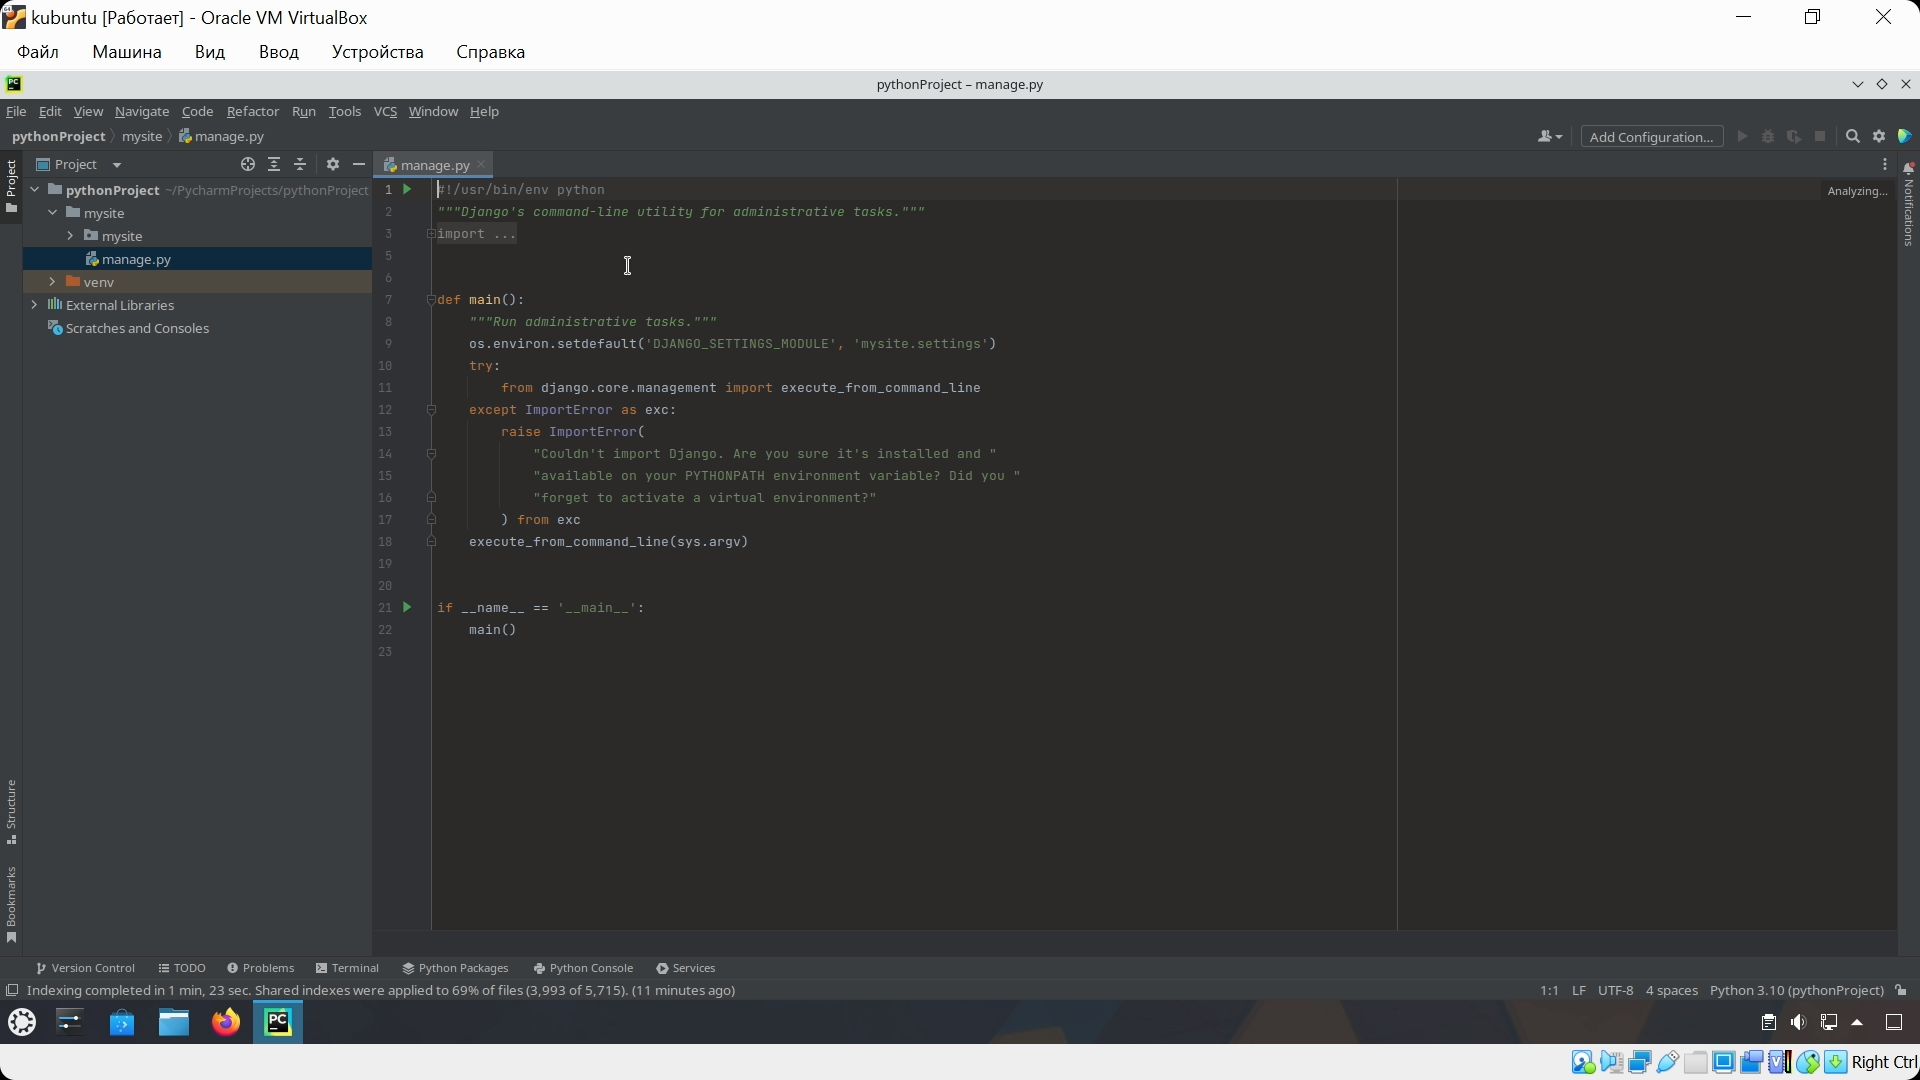 kubuntu [Работает] - Oracle VM VirtualBox
Файл Машина Вид Ввод Устройства Справка
pythonProject – manage.py
File Edit View Navigate Code Refactor Run Tools VCS Window Help
pythonProject mysite manage.py Add Configuration...
Project manage.py
Project
pythonProject ~/PycharmProjects/pythonProject
mysite
mysite
manage.py
venv
External Libraries
Scratches and Consoles
Structure
Bookmarks
1 #!/usr/bin/env python
2 """Django's command-line utility for administrative tasks."""
3 import ...
5
6
7 def main():
8 """Run administrative tasks."""
9 os.environ.setdefault('DJANGO_SETTINGS_MODULE', 'mysite.settings')
10 try:
11 from django.core.management import execute_from_command_line
12 except ImportError as exc:
13 raise ImportError(
14 "Couldn't import Django. Are you sure it's installed and "
15 "available on your PYTHONPATH environment variable? Did you "
16 "forget to activate a virtual environment?"
17 ) from exc
18 execute_from_command_line(sys.argv)
19
20
21 if __name__ == '__main__':
22 main()
23
Analyzing...
Notifications
Version Control TODO Problems Terminal Python Packages Python Console Services
Indexing completed in 1 min, 23 sec. Shared indexes were applied to 69% of files (3,993 of 5,715). (11 minutes ago) 1:1 LF UTF-8 4 spaces Python 3.10 (pythonProject)
PC
Right Ctrl